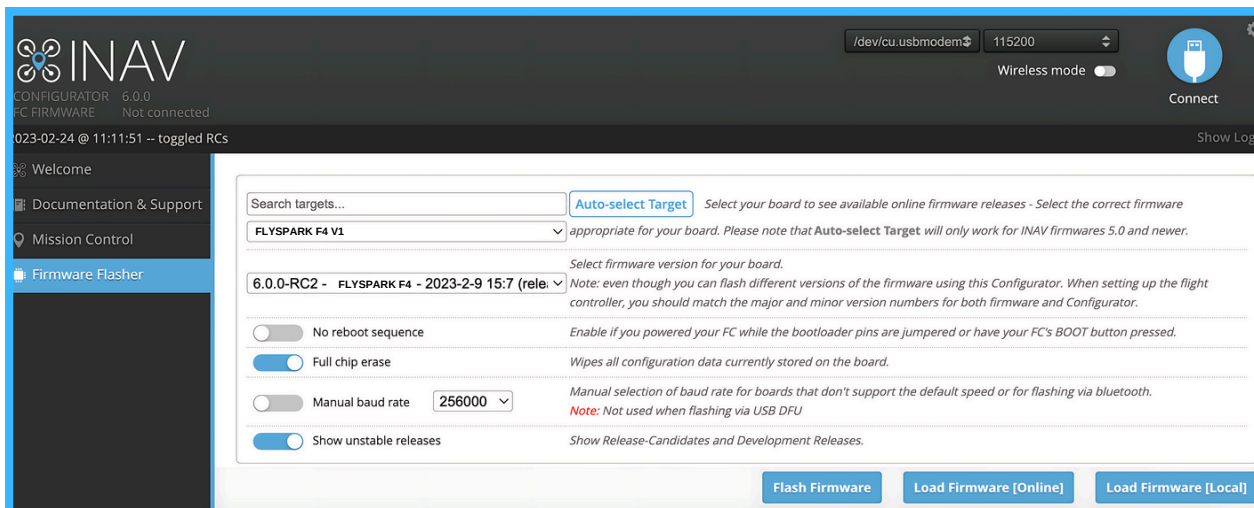 INAV
CONFIGURATOR 6.0.0
FC FIRMWARE Not connected
/dev/cu.usbmodem
115200
Wireless mode
Connect
2023-02-24 @ 11:11:51 -- toggled RCs
Show Log
Welcome
Documentation & Support
Mission Control
Firmware Flasher
Search targets...
Auto-select Target
Select your board to see available online firmware releases - Select the correct firmware
FLYSPARK F4 V1
appropriate for your board. Please note that Auto-select Target will only work for INAV firmwares 5.0 and newer.
Select firmware version for your board.
6.0.0-RC2 - FLYSPARK F4 - 2023-2-9 15:7 (rele
Note: even though you can flash different versions of the firmware using this Configurator. When setting up the flight
controller, you should match the major and minor version numbers for both firmware and Configurator.
No reboot sequence
Enable if you powered your FC while the bootloader pins are jumpered or have your FC's BOOT button pressed.
Full chip erase
Wipes all configuration data currently stored on the board.
Manual baud rate
256000
Manual selection of baud rate for boards that don't support the default speed or for flashing via bluetooth.
Note: Not used when flashing via USB DFU
Show unstable releases
Show Release-Candidates and Development Releases.
Flash Firmware
Load Firmware [Online]
Load Firmware [Local]